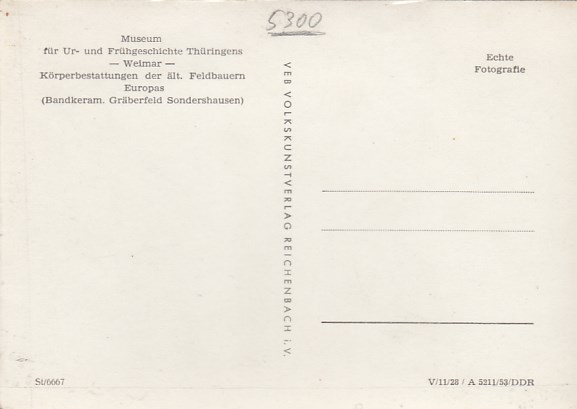 5300
Museum
für Ur- und Frühgeschichte Thüringens
— Weimar —
Körperbestattungen der ält. Feldbauern
Europas
(Bandkeram. Gräberfeld Sondershausen)
VEB VOLKSKUNSTVERLAG REICHENBACH i. V.
Echte
Fotografie
St/6667
V/11/28 / A 5211/53/DDR